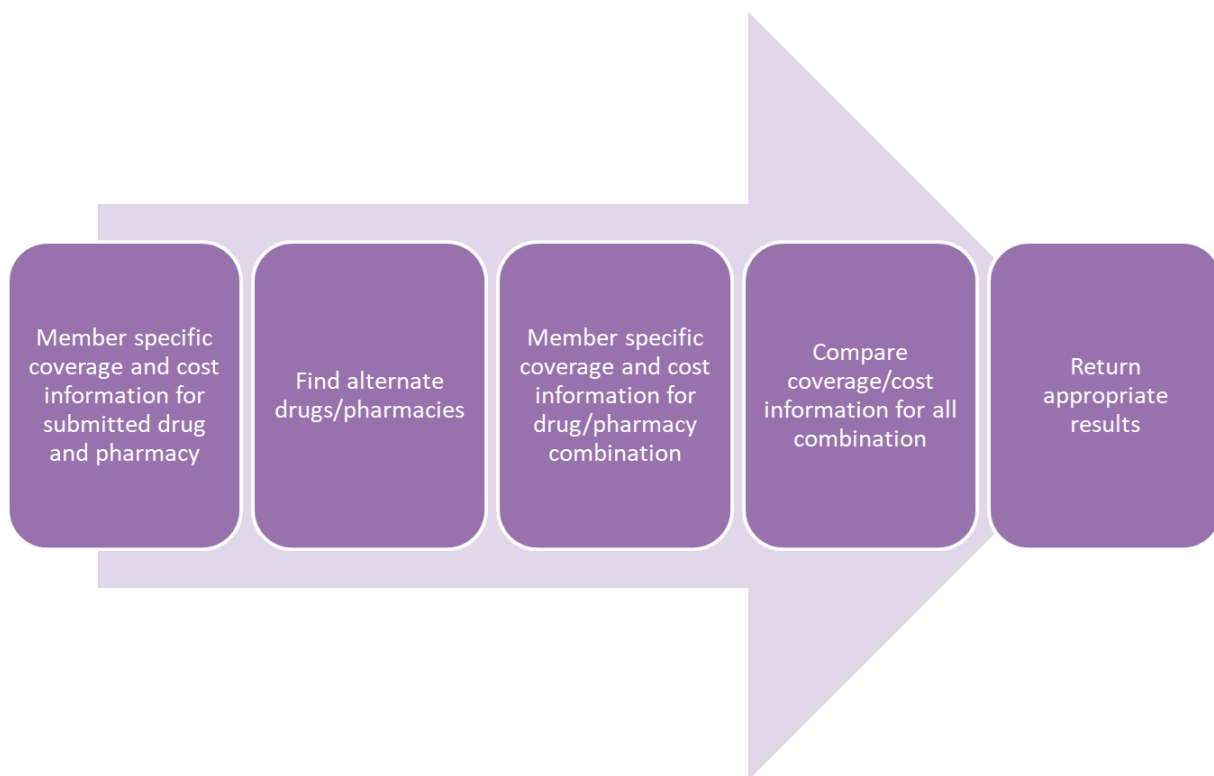 Member specific
coverage and cost
information for
submitted drug
and pharmacy
Find alternate
drugs/pharmacies
Member specific
coverage and cost
information for
drug/pharmacy
combination
Compare
coverage/cost
information for all
combination
Return
appropriate
results